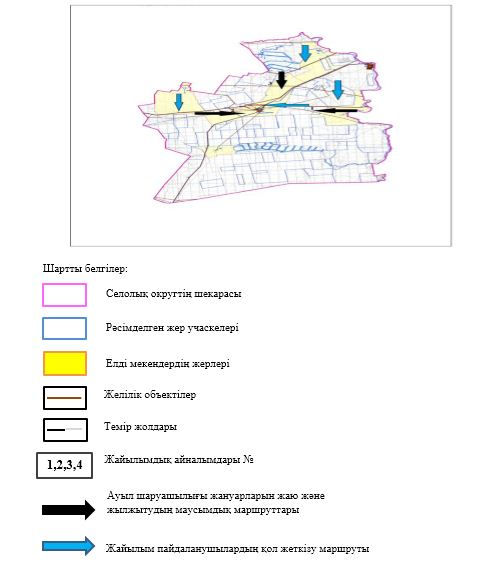 Шартты белгілер:
Селолық округтің шекарасы
Рәсімделген жер учаскелері
Елді мекендердің жерлері
Желілік объектілер
Темір жолдары
1,2,3,4
Жайылымдық айналымдары №
Ауыл шаруашылығы жануарларын жаю және
жылжытудың маусымдық маршруттары
Жайылым пайдаланушылардың қол жеткізу маршруты